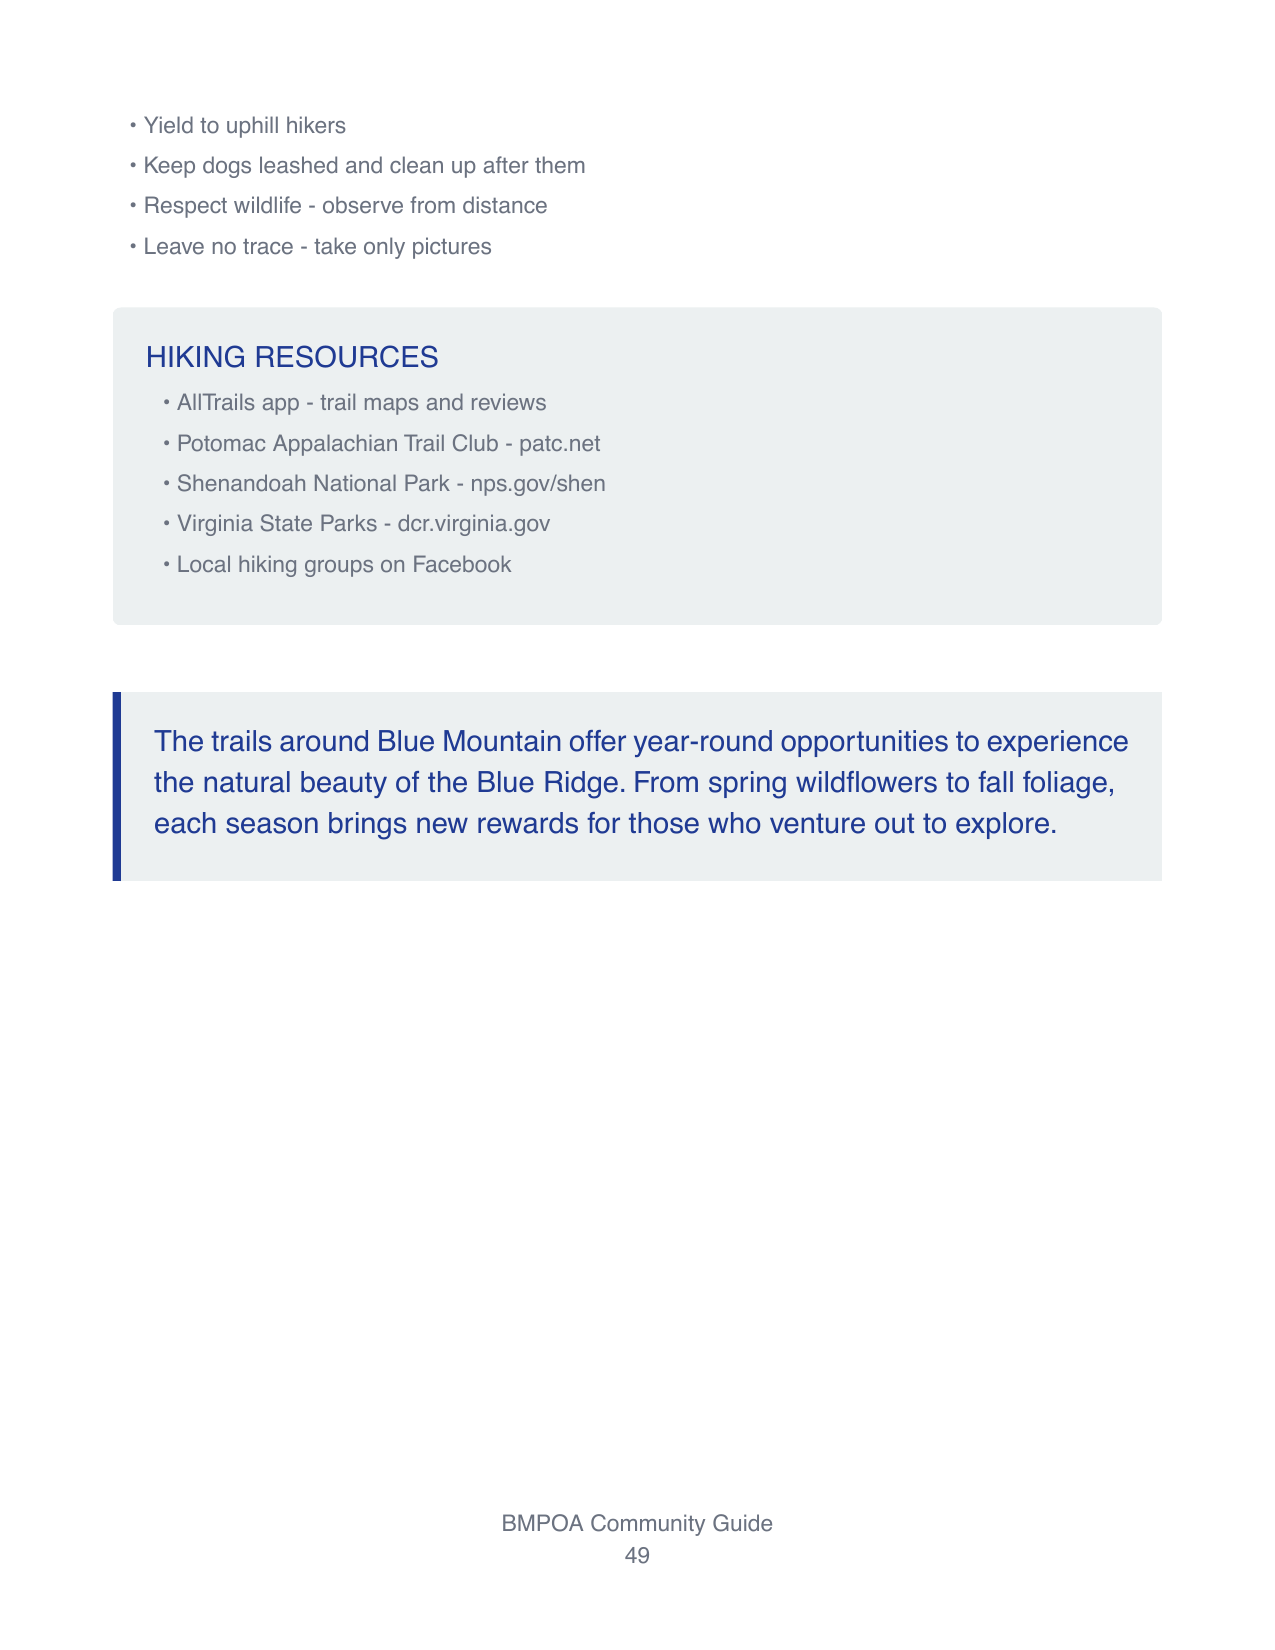 • Yield to uphill hikers
• Keep dogs leashed and clean up after them
• Respect wildlife - observe from distance
• Leave no trace - take only pictures
HIKING RESOURCES
• AllTrails app - trail maps and reviews
• Potomac Appalachian Trail Club - patc.net
• Shenandoah National Park - nps.gov/shen
• Virginia State Parks - dcr.virginia.gov
• Local hiking groups on Facebook
The trails around Blue Mountain offer year-round opportunities to experience
the natural beauty of the Blue Ridge. From spring wildflowers to fall foliage,
each season brings new rewards for those who venture out to explore.
BMPOA Community Guide
49